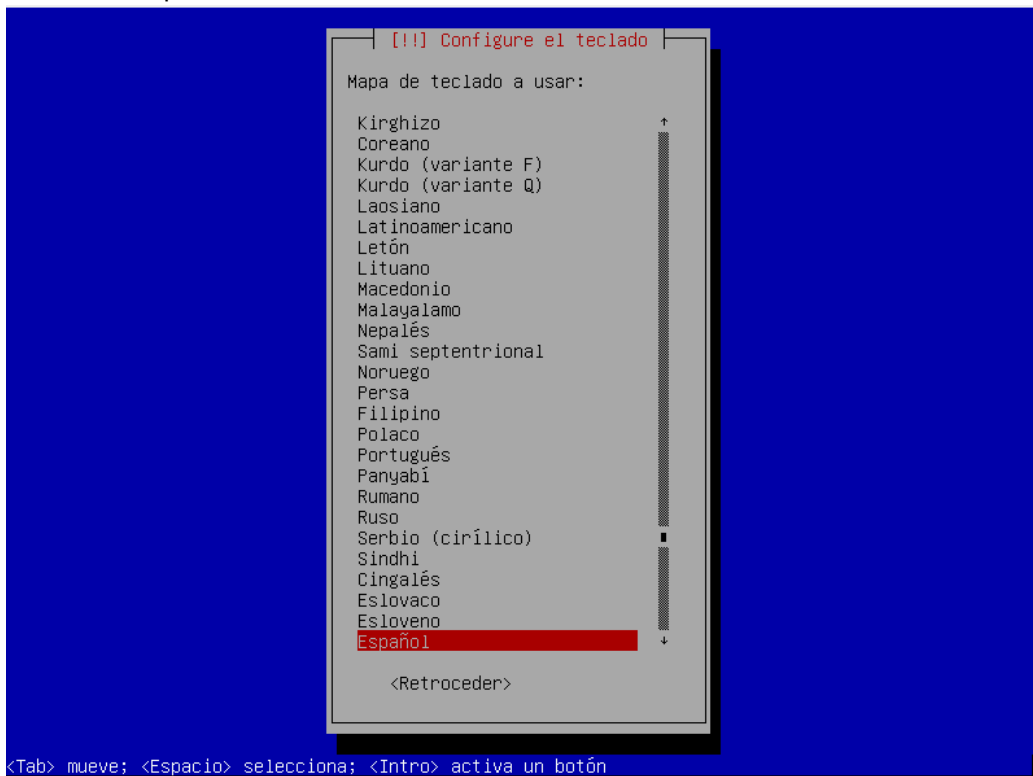 [!!] Configure el teclado
Mapa de teclado a usar:
Kirghizo
Coreano
Kurdo (variante F)
Kurdo (variante Q)
Laosiano
Latinoamericano
Letón
Lituano
Macedonio
Malayalamo
Nepalés
Sami septentrional
Noruego
Persa
Filipino
Polaco
Portugués
Panyabí
Rumano
Ruso
Serbio (cirílico)
Sindhi
Cingalés
Eslovaco
Esloveno
Español
<Retroceder>
<Tab> mueve; <Espacio> selecciona; <Intro> activa un botón